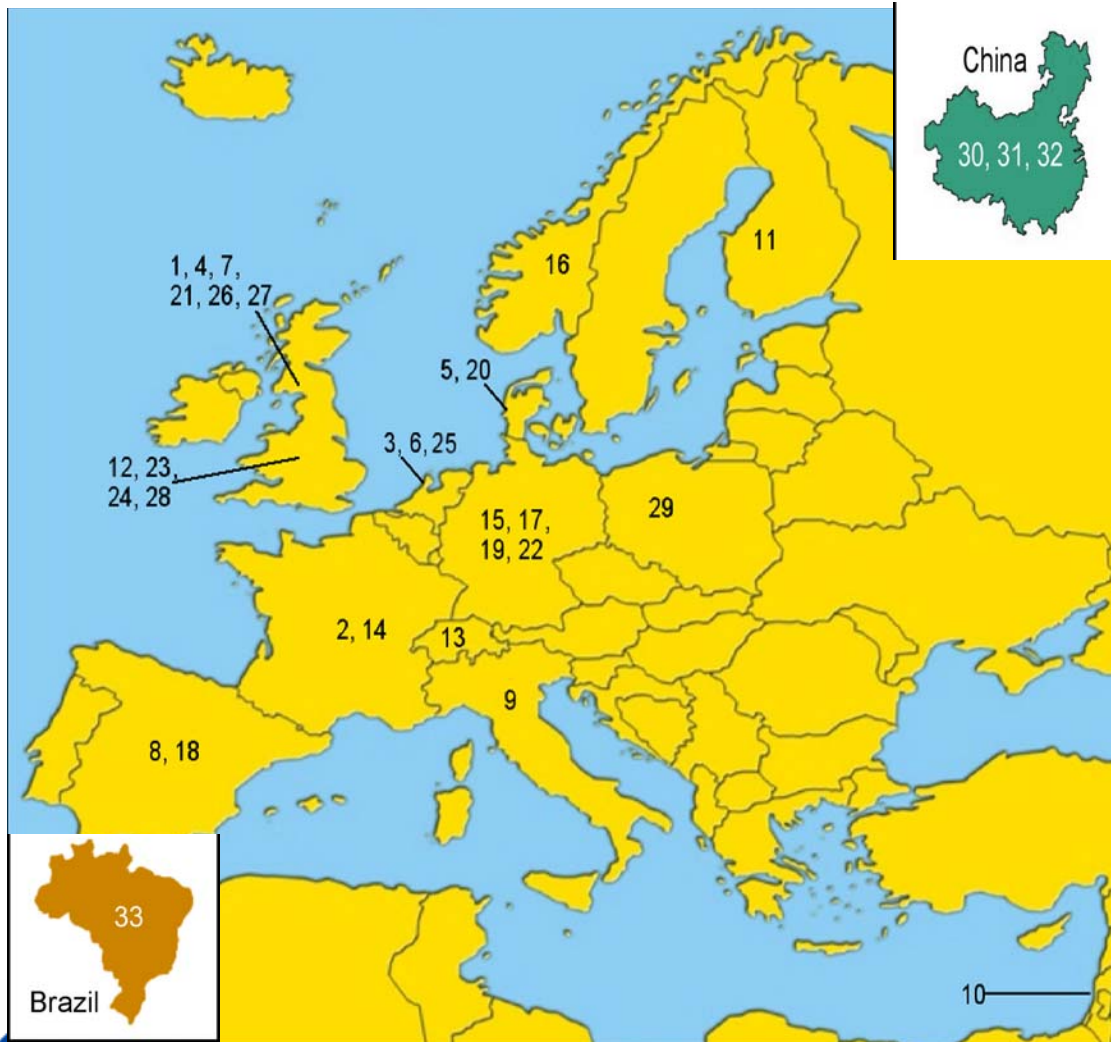 China
30, 31, 32
11
16
1, 4, 7,
21, 26, 27
5, 20
3, 6, 25
12, 23,
24, 28
15, 17,
19, 22
29
2, 14
13
9
8, 18
33
Brazil
10